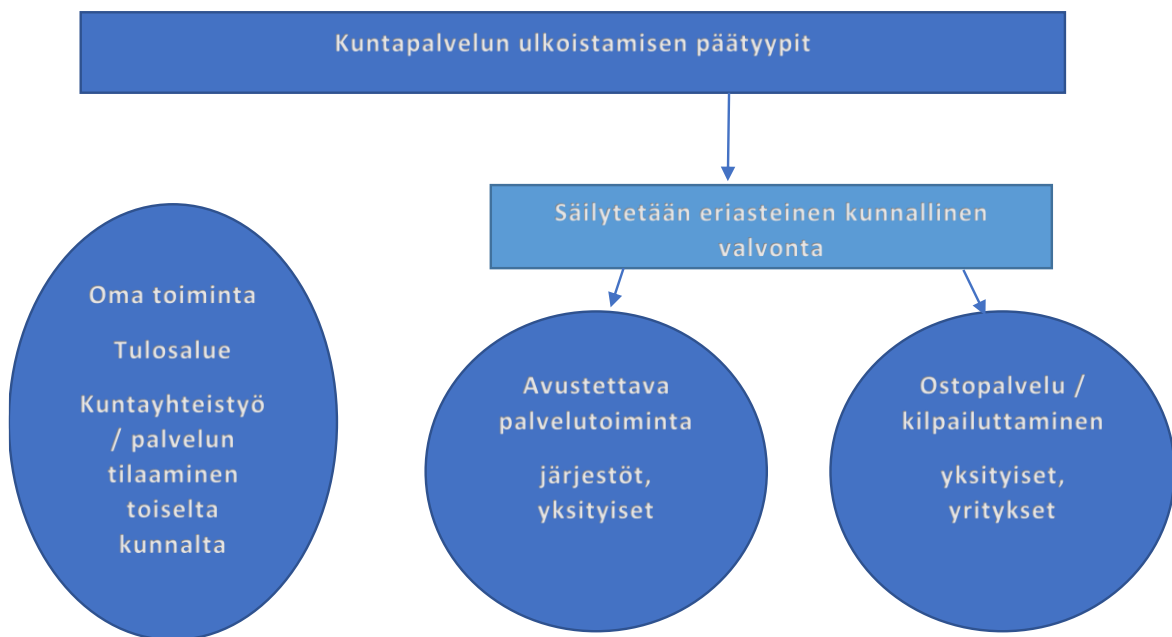 Kuntapalvelun ulkoistamisen päätyypit
Säilytetään eriasteinen kunnallinen
valvonta
Oma toiminta
Tulosalue
Kuntayhteistyö
/ palvelun
tilaaminen
toiselta
kunnalta
Avustettava
palvelutoiminta
järjestöt,
yksityiset
Ostopalvelu /
kilpailuttaminen
yksityiset,
yritykset